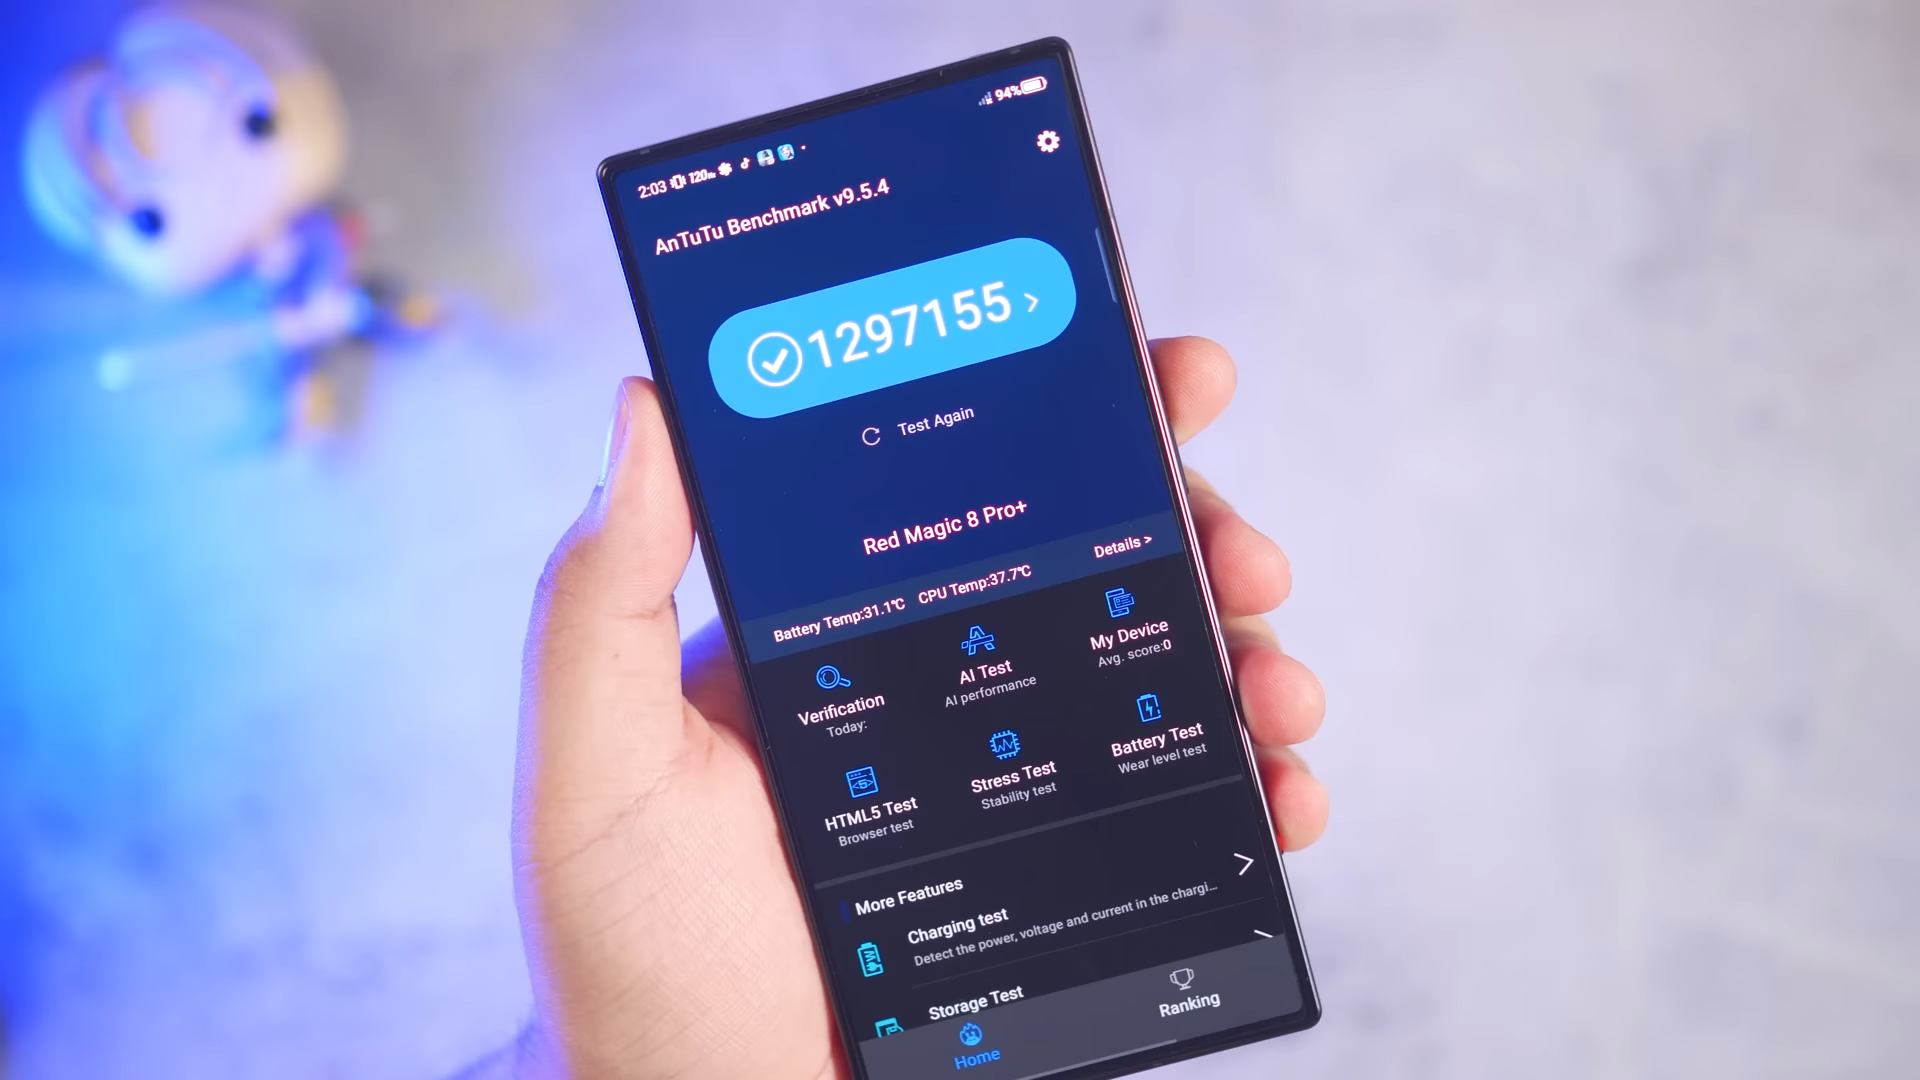 2:03 120Hz 94%
AnTuTu Benchmark v9.5.4
1297155 >
Test Again
Red Magic 8 Pro+
Battery Temp:31.1℃ CPU Temp:37.7℃ Details >
Verification
Today:
AI Test
AI performance
My Device
Avg. score:0
HTML5 Test
Browser test
Stress Test
Stability test
Battery Test
Wear level test
More Features
Charging test
Detect the power, voltage and current in the chargi...
Storage Test
Home
Ranking